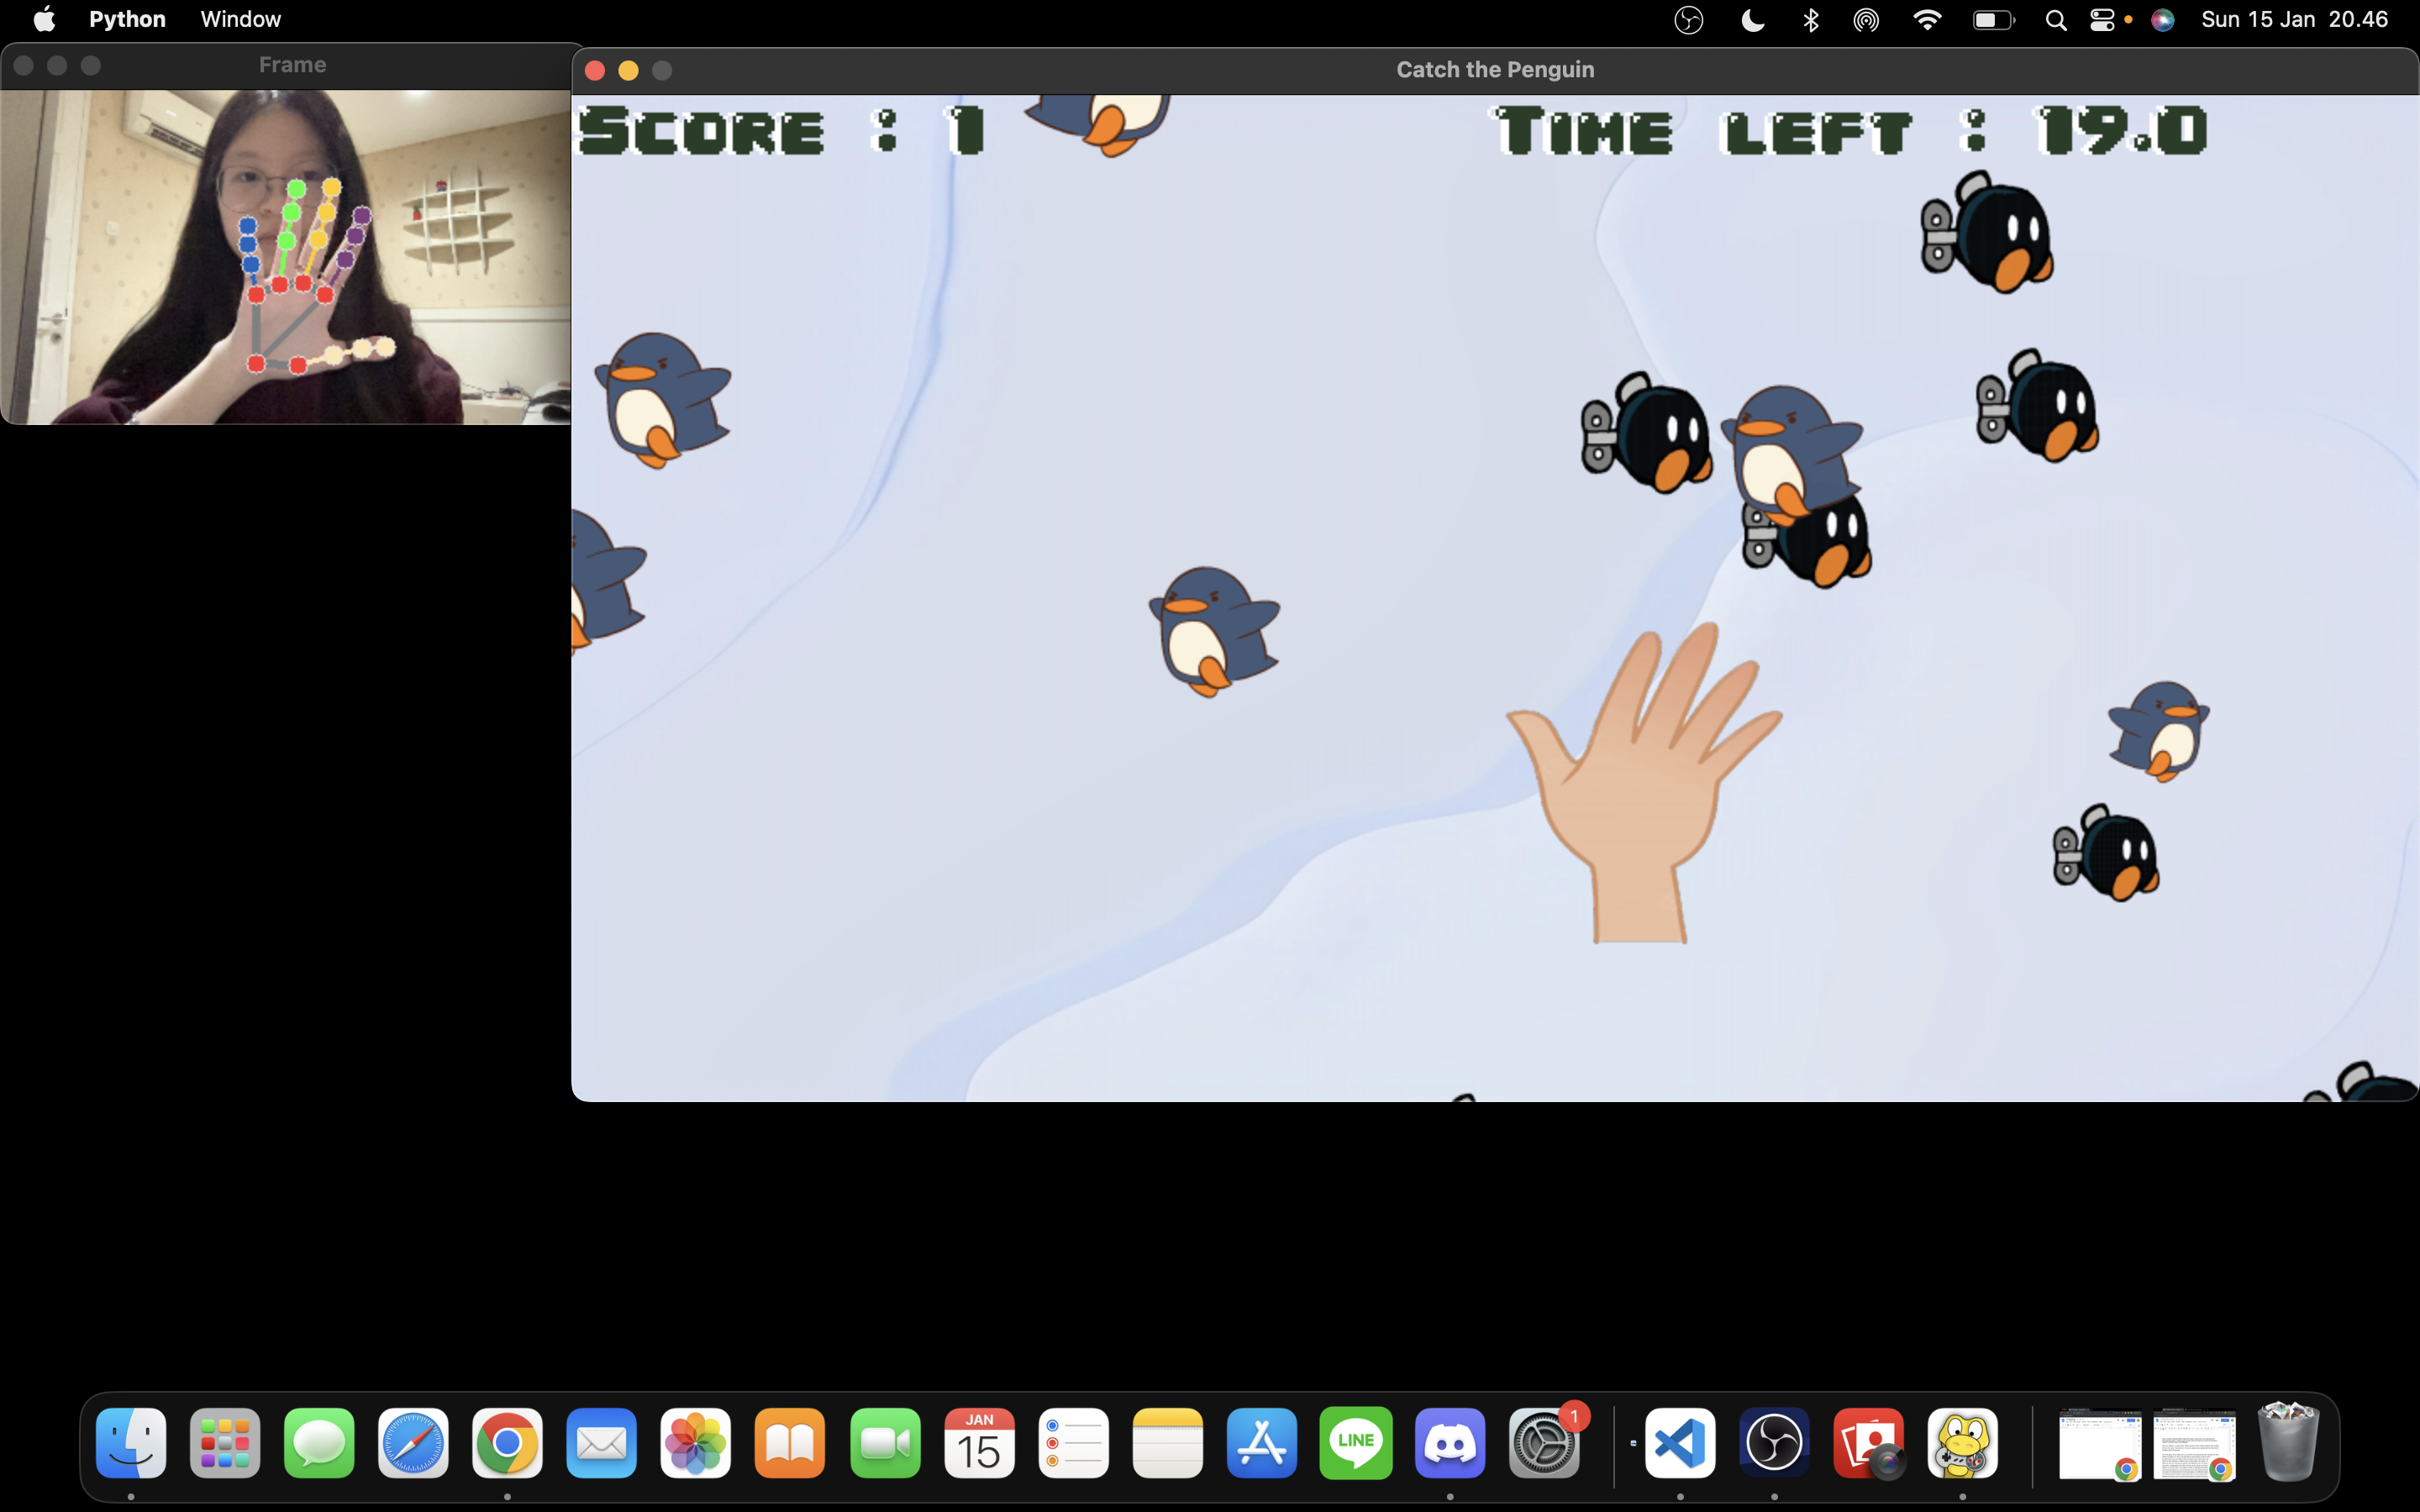 Python Window
Sun 15 Jan 20.46
Frame
Catch the Penguin
Score : 1
Time left : 19.0
JAN
15
LINE
1